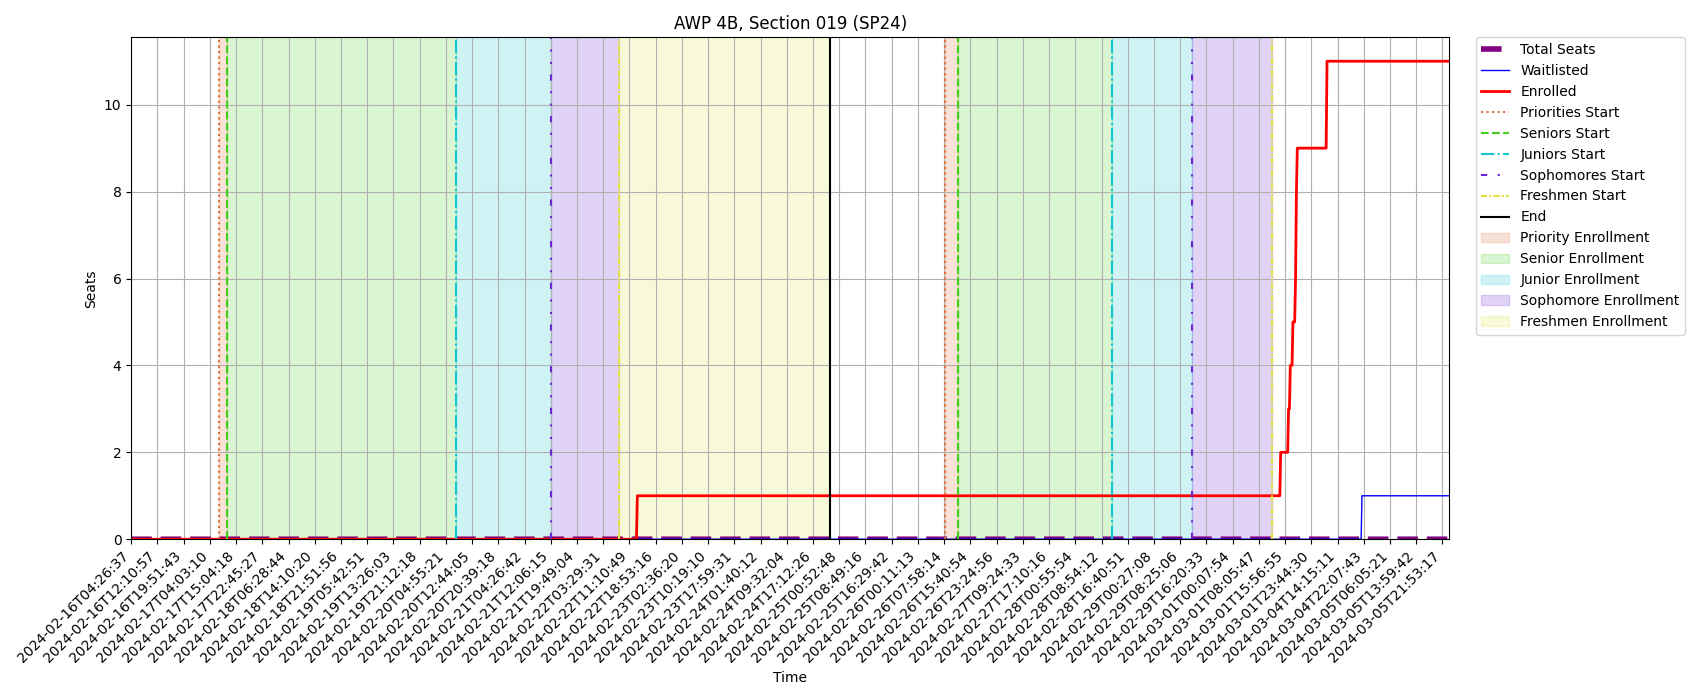 AWP 4B, Section 019 (SP24)
Total Seats
Waitlisted
Enrolled
Priorities Start
Seniors Start
Juniors Start
Sophomores Start
Freshmen Start
End
Priority Enrollment
Senior Enrollment
Junior Enrollment
Sophomore Enrollment
Freshmen Enrollment
Seats
10
8
6
4
2
0
2024-02-16T04:26:37
2024-02-16T12:10:57
2024-02-16T19:51:43
2024-02-17T04:03:10
2024-02-17T15:04:18
2024-02-17T22:45:27
2024-02-18T06:28:44
2024-02-18T14:10:20
2024-02-18T21:51:56
2024-02-19T05:42:51
2024-02-19T13:26:03
2024-02-19T21:12:18
2024-02-20T04:55:21
2024-02-20T12:44:05
2024-02-20T20:39:18
2024-02-21T04:26:42
2024-02-21T12:06:15
2024-02-21T19:49:04
2024-02-22T03:29:31
2024-02-22T11:10:49
2024-02-22T18:53:16
2024-02-23T02:36:20
2024-02-23T10:19:10
2024-02-23T17:59:31
2024-02-24T01:40:12
2024-02-24T09:32:04
2024-02-24T17:12:26
2024-02-25T00:52:48
2024-02-25T08:49:16
2024-02-25T16:29:42
2024-02-26T00:11:13
2024-02-26T07:58:14
2024-02-26T15:40:54
2024-02-26T23:24:56
2024-02-27T09:24:33
2024-02-27T17:10:16
2024-02-28T00:55:54
2024-02-28T08:54:12
2024-02-28T16:40:51
2024-02-29T00:27:08
2024-02-29T08:25:06
2024-02-29T16:20:33
2024-03-01T00:07:54
2024-03-01T08:05:47
2024-03-01T15:56:55
2024-03-01T23:44:30
2024-03-04T14:15:11
2024-03-04T22:07:43
2024-03-05T06:05:21
2024-03-05T13:59:42
2024-03-05T21:53:17
Time